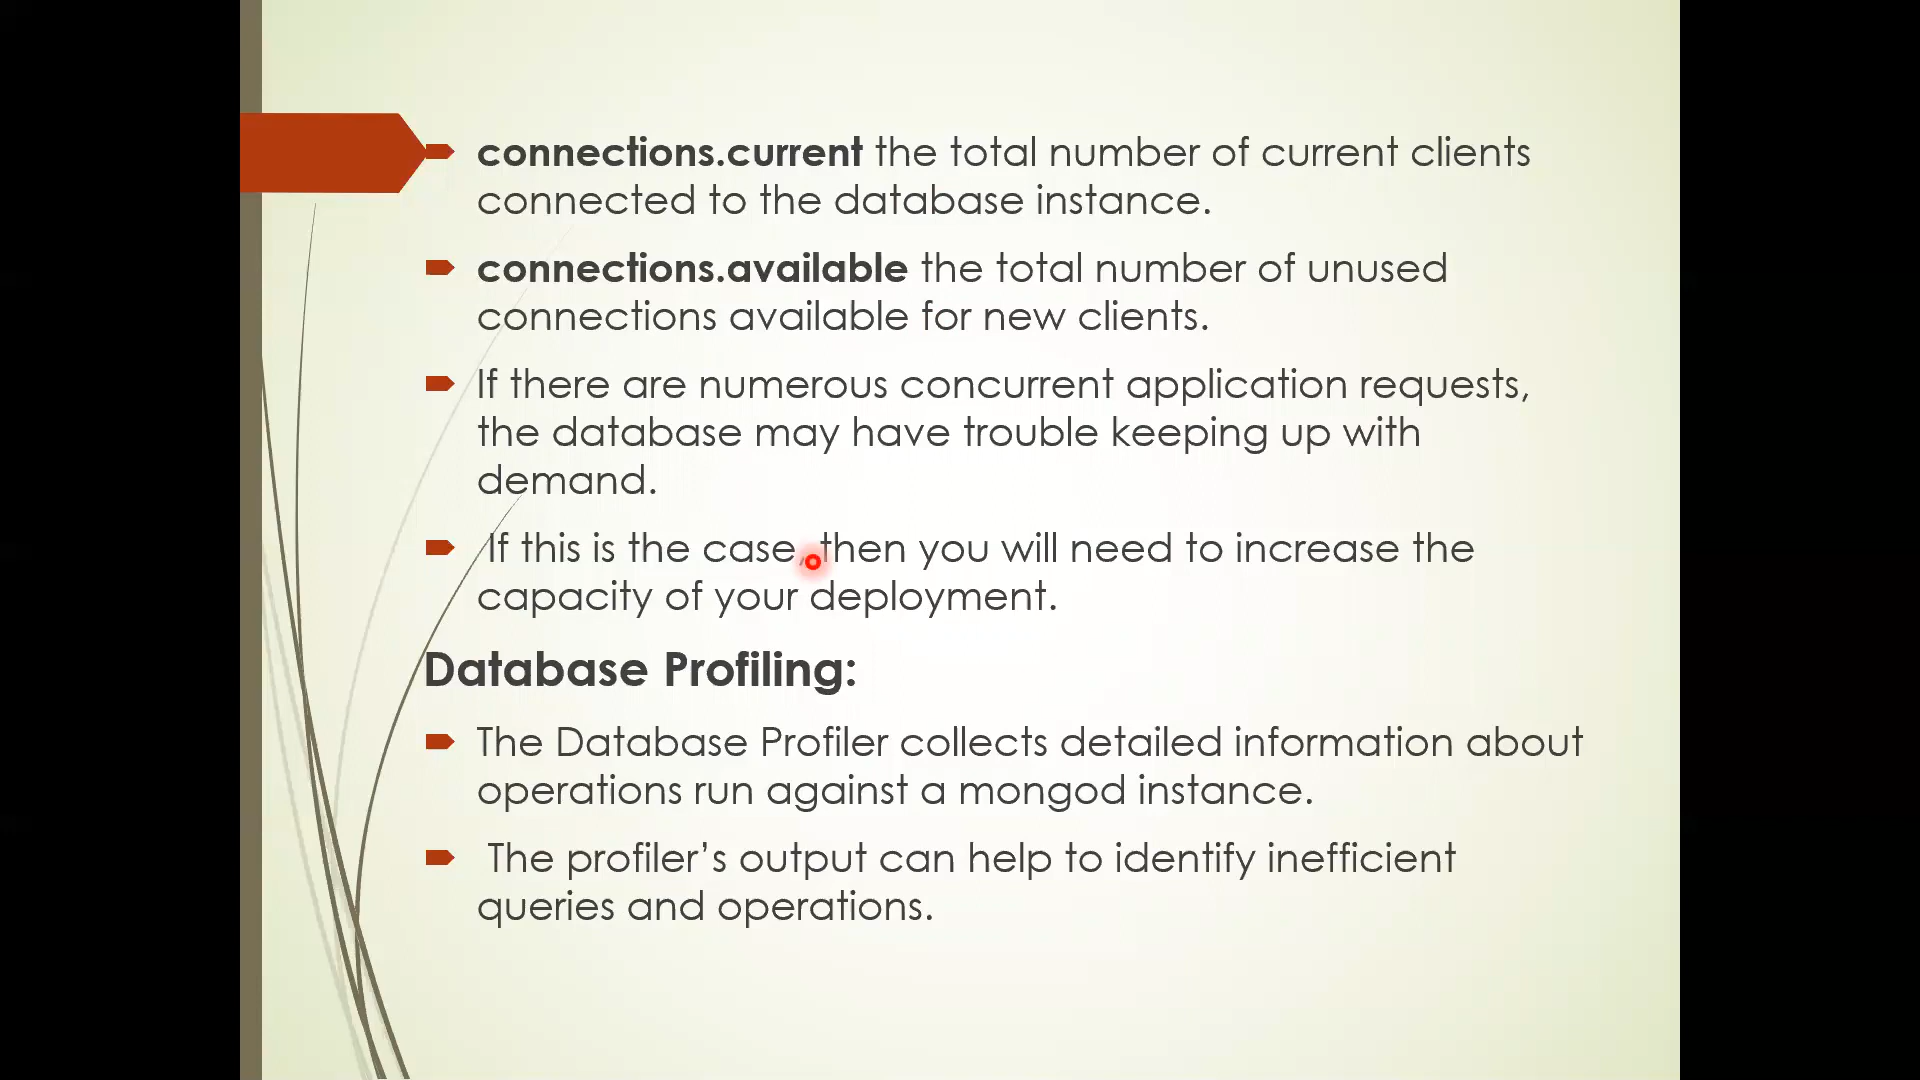 connections.current the total number of current clients
connected to the database instance.
connections.available the total number of unused
connections available for new clients.
If there are numerous concurrent application requests,
the database may have trouble keeping up with
demand.
If this is the case, then you will need to increase the
capacity of your deployment.
Database Profiling:
The Database Profiler collects detailed information about
operations run against a mongod instance.
The profiler’s output can help to identify inefficient
queries and operations.